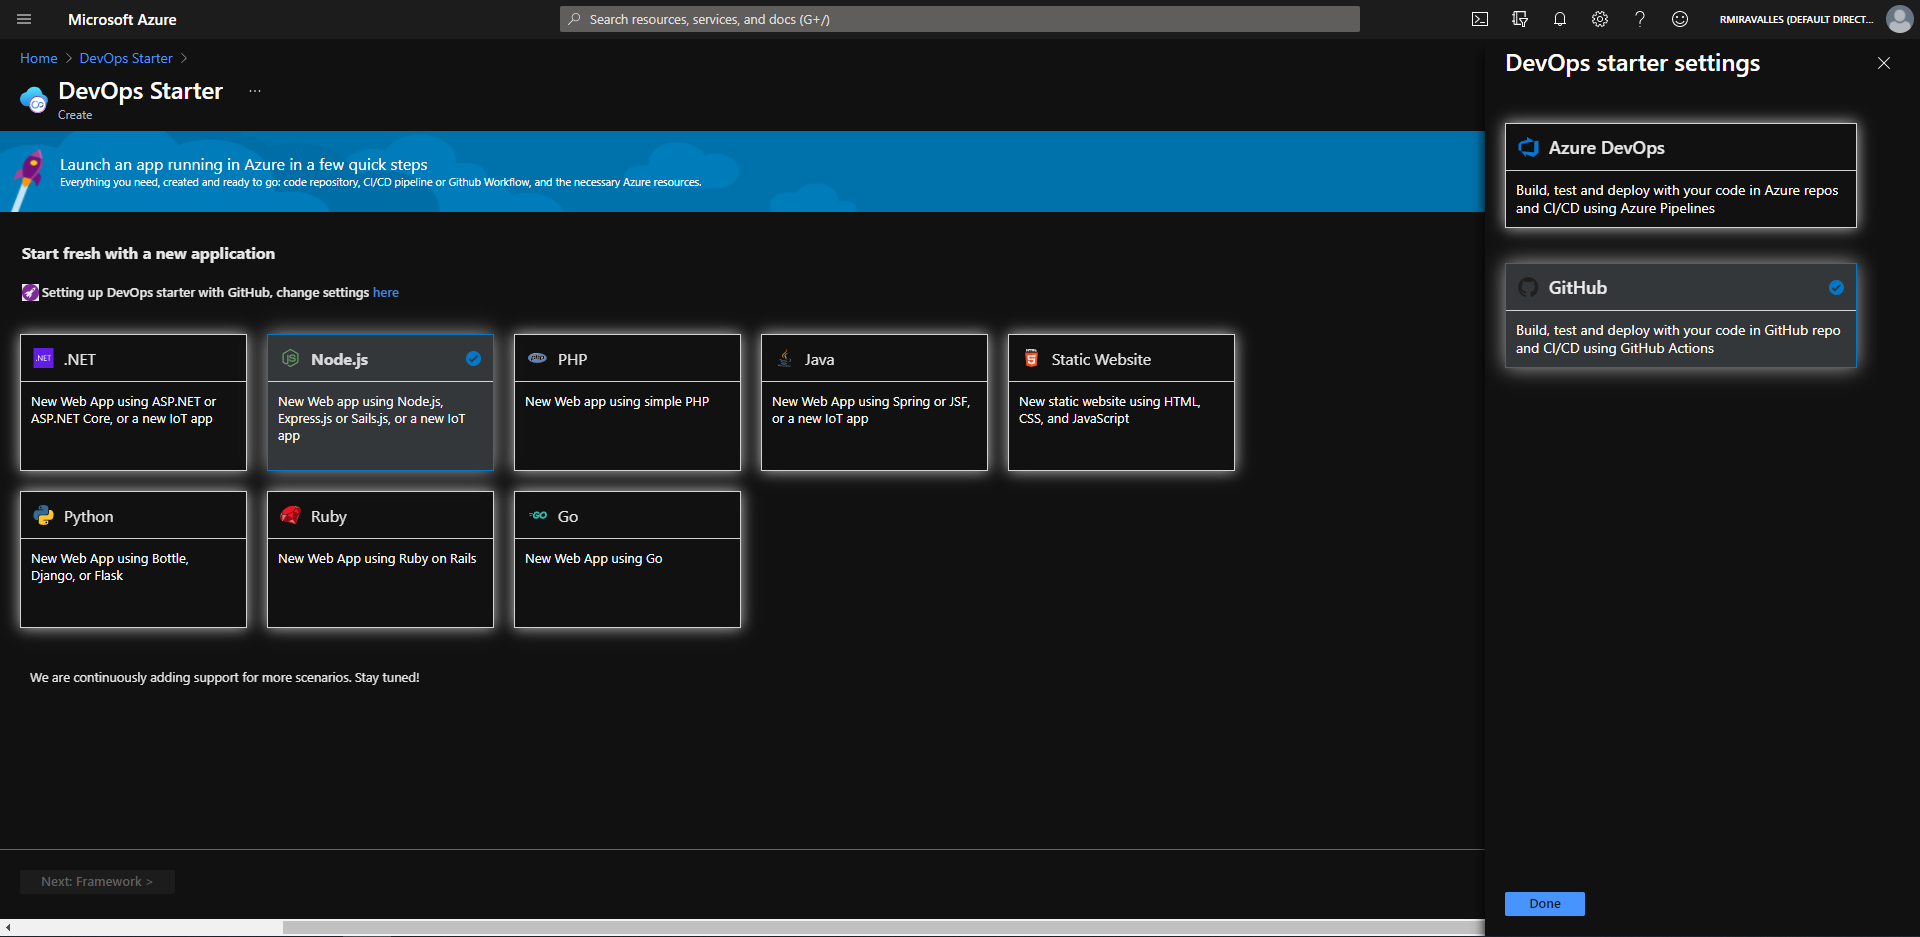 Microsoft Azure
Search resources, services, and docs (G+/)
RMIRAVALLES (DEFAULT DIRECT...
Home > DevOps Starter >
DevOps Starter ...
Create
Launch an app running in Azure in a few quick steps
Everything you need, created and ready to go: code repository, CI/CD pipeline or Github Workflow, and the necessary Azure resources.
Start fresh with a new application
Setting up DevOps starter with GitHub, change settings here
.NET
.NET
New Web App using ASP.NET or
ASP.NET Core, or a new IoT app
Node.js
New Web app using Node.js,
Express.js or Sails.js, or a new IoT
app
PHP
New Web app using simple PHP
Java
New Web App using Spring or JSF,
or a new IoT app
Static Website
New static website using HTML,
CSS, and JavaScript
Python
New Web App using Bottle,
Django, or Flask
Ruby
New Web App using Ruby on Rails
GO
Go
New Web App using Go
We are continuously adding support for more scenarios. Stay tuned!
Next: Framework >
DevOps starter settings
Azure DevOps
Build, test and deploy with your code in Azure repos
and CI/CD using Azure Pipelines
GitHub
Build, test and deploy with your code in GitHub repo
and CI/CD using GitHub Actions
Done